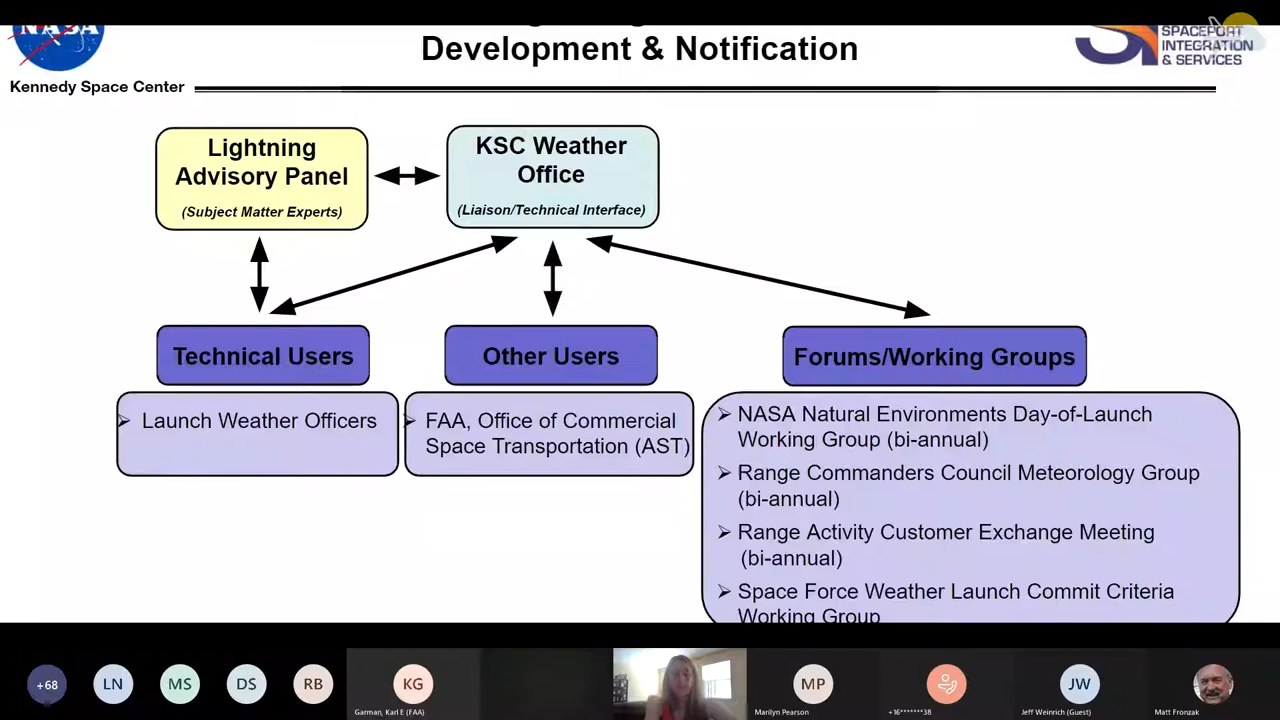 NASA
Development & Notification
SPACEPORT
INTEGRATION
& SERVICES
Kennedy Space Center
Lightning
Advisory Panel
(Subject Matter Experts)
KSC Weather
Office
(Liaison/Technical Interface)
Technical Users
Other Users
Forums/Working Groups
Launch Weather Officers
FAA, Office of Commercial
Space Transportation (AST)
NASA Natural Environments Day-of-Launch
Working Group (bi-annual)
Range Commanders Council Meteorology Group
(bi-annual)
Range Activity Customer Exchange Meeting
(bi-annual)
Space Force Weather Launch Commit Criteria
Working Group
+68
LN
MS
DS
RB
KG
Garman, Karl E (FAA)
MP
Marilyn Pearson
+16*******38
JW
Jeff Weinrich (Guest)
Matt Fronzak